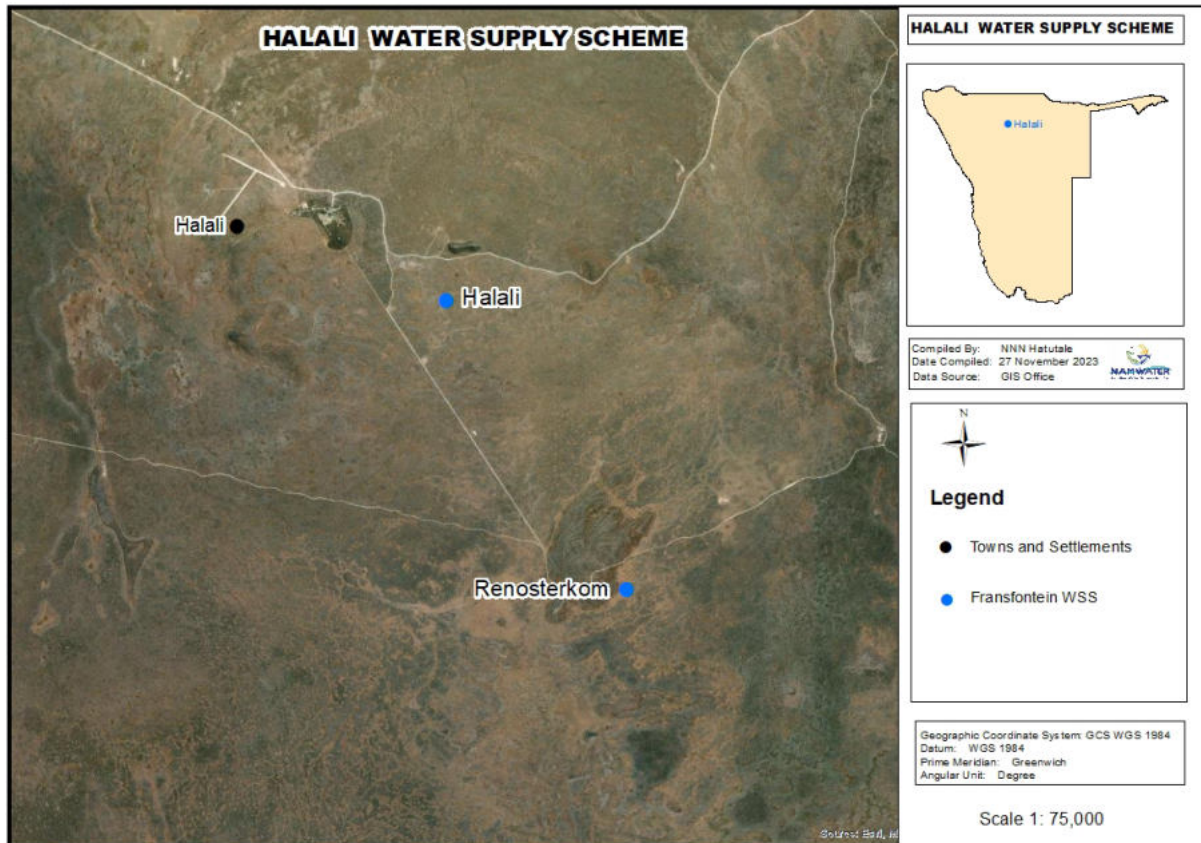 HALALI WATER SUPPLY SCHEME
Halali
Halali
Renosterkom
HALALI WATER SUPPLY SCHEME
Halali
Compiled By: NNN Hatutale
Date Compiled: 27 November 2023
Data Source: GIS Office
NAMWATER
N
Legend
Towns and Settlements
Fransfontein WSS
Geographic Coordinate System: GCS WGS 1984
Datum: WGS 1984
Prime Meridian: Greenwich
Angular Unit: Degree
Scale 1: 75,000
Source: Esri, M